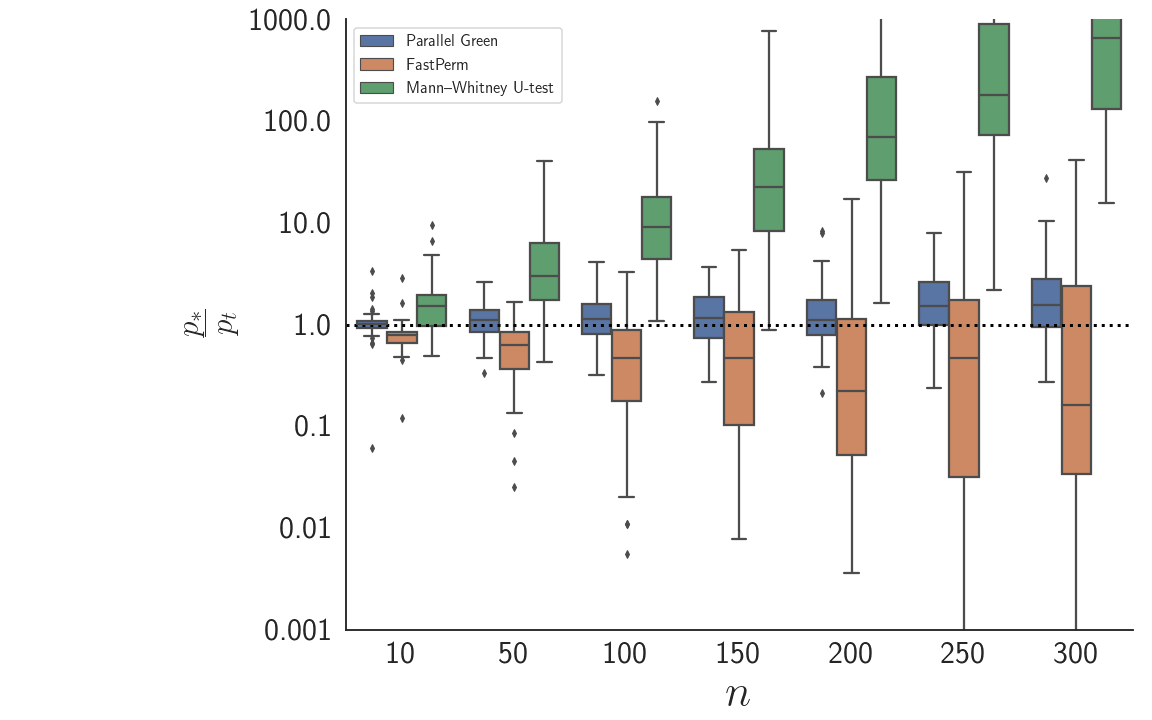 1000.0
100.0
10.0
1.0
0.1
0.01
0.001
p*
pt
Parallel Green
FastPerm
Mann–Whitney U-test
10 50 100 150 200 250 300
n